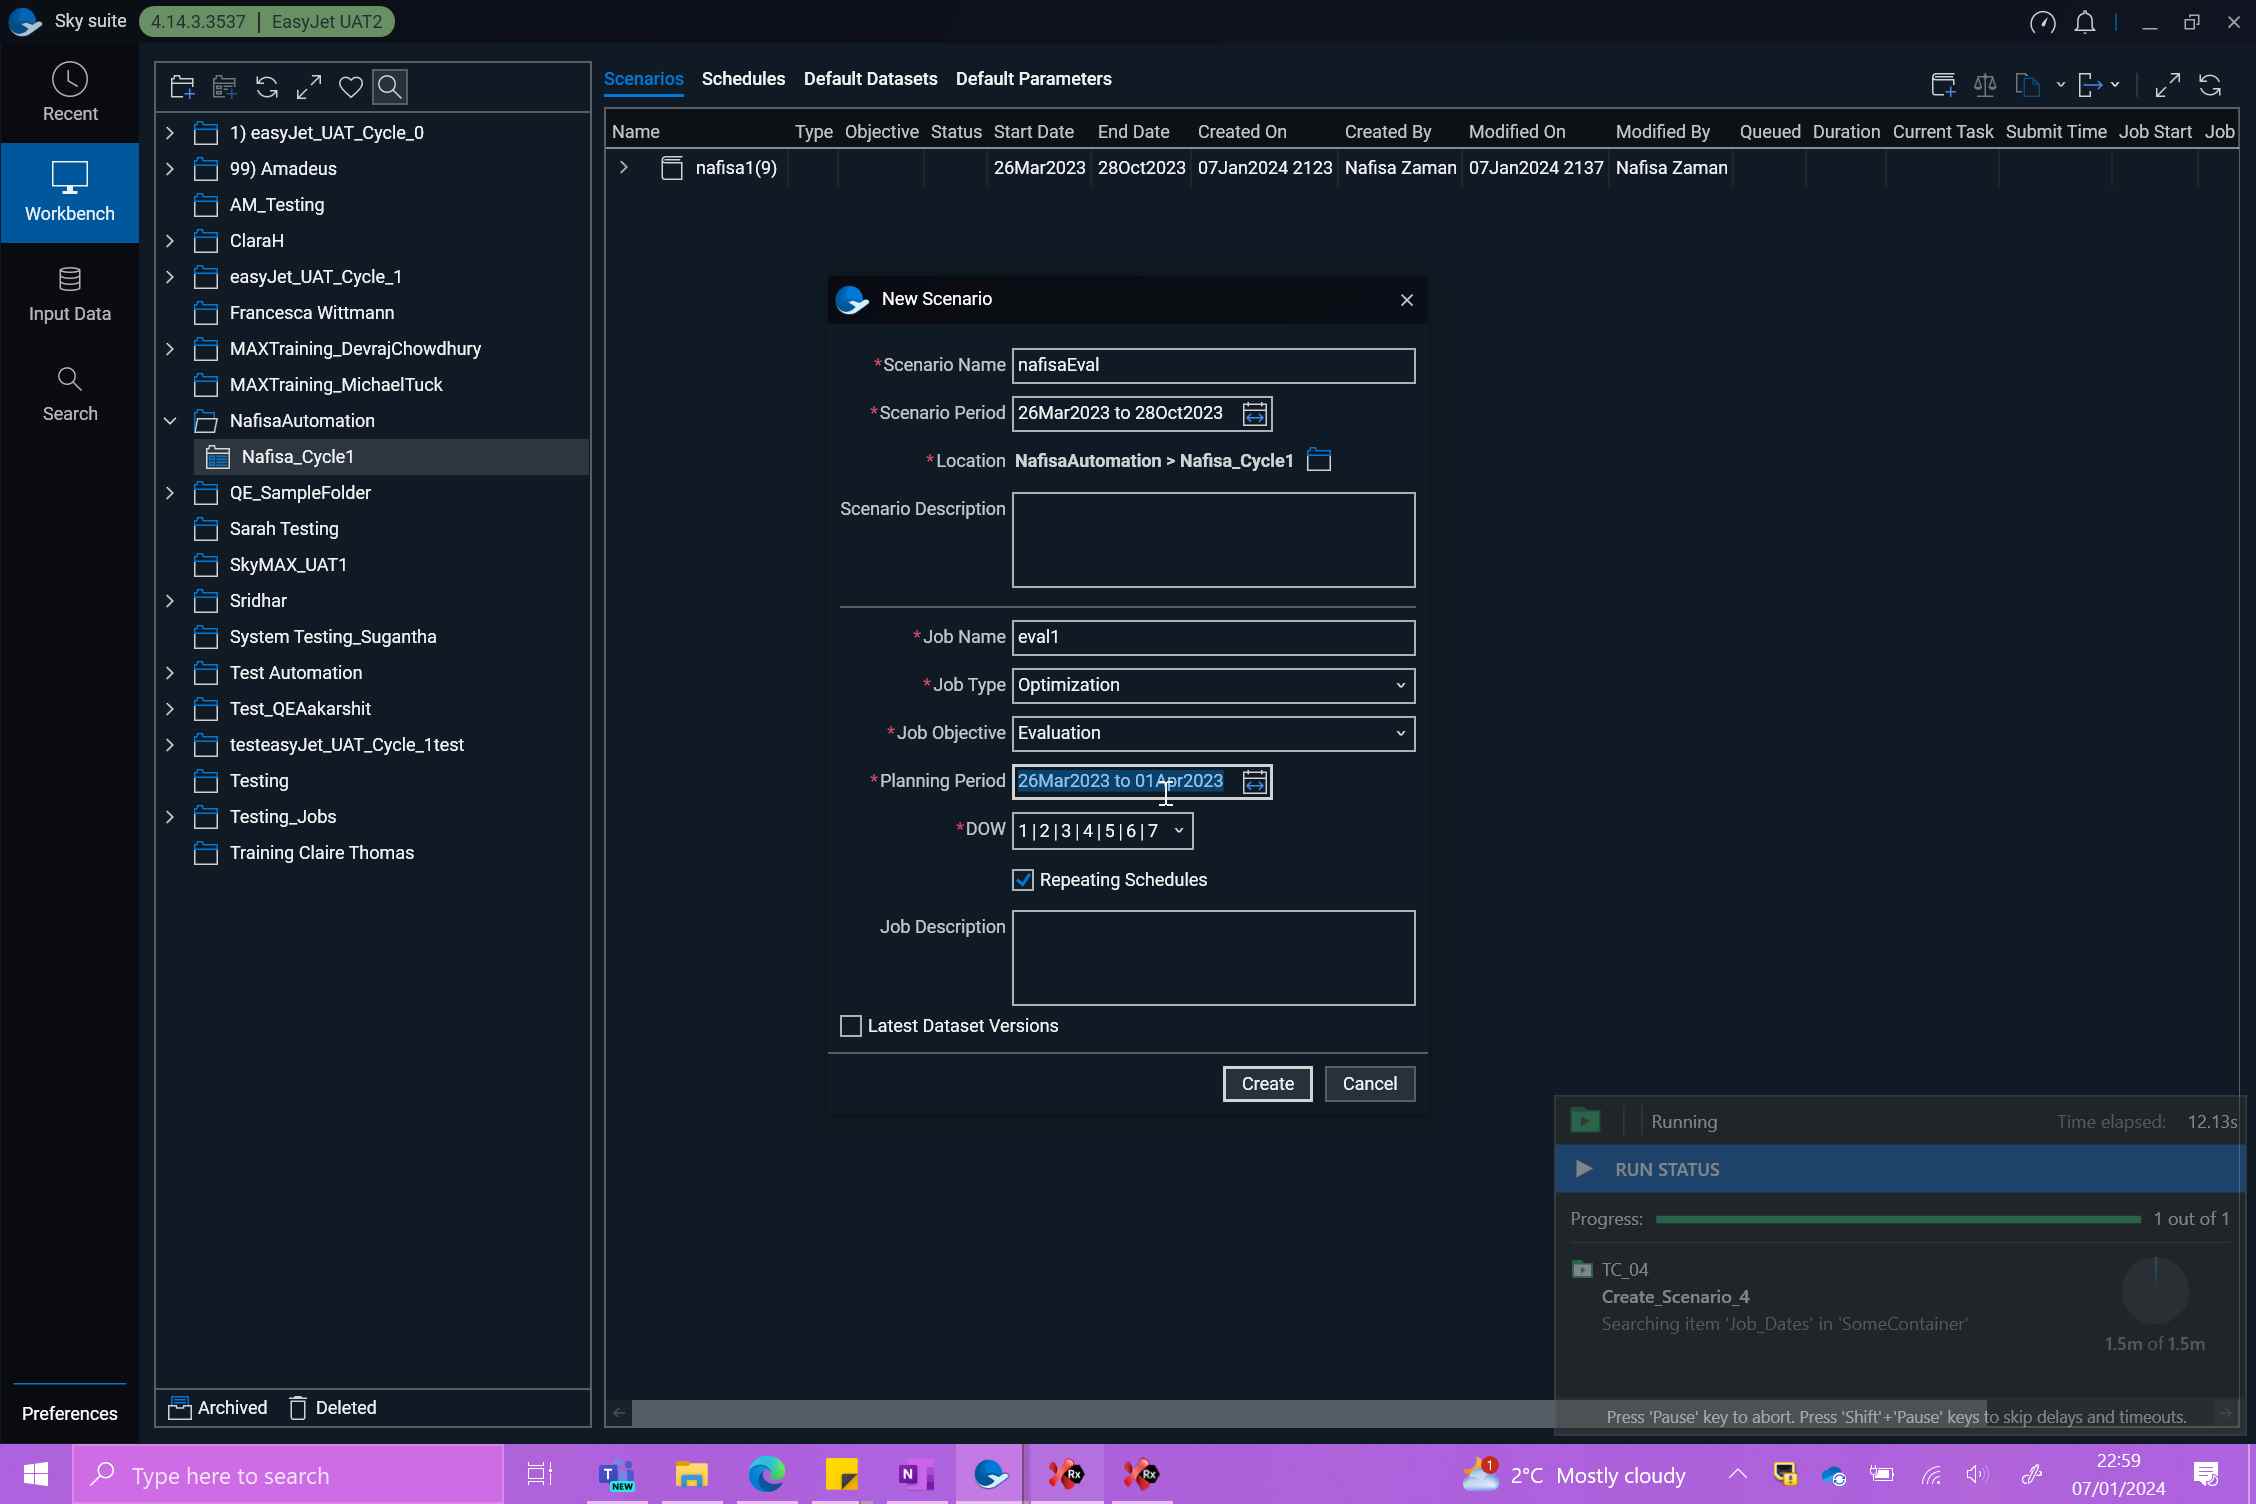 Sky suite 4.14.3.3537 | EasyJet UAT2
Recent
Workbench
Input Data
Search
Preferences
1) easyJet_UAT_Cycle_0
99) Amadeus
AM_Testing
ClaraH
easyJet_UAT_Cycle_1
Francesca Wittmann
MAXTraining_DevrajChowdhury
MAXTraining_MichaelTuck
NafisaAutomation
Nafisa_Cycle1
QE_SampleFolder
Sarah Testing
SkyMAX_UAT1
Sridhar
System Testing_Sugantha
Test Automation
Test_QEAakarshit
testeasyJet_UAT_Cycle_1test
Testing
Testing_Jobs
Training Claire Thomas
Archived Deleted
Scenarios Schedules Default Datasets Default Parameters
Name Type Objective Status Start Date End Date Created On Created By Modified On Modified By Queued Duration Current Task Submit Time Job Start Job
nafisa1(9) 26Mar2023 28Oct2023 07Jan2024 2123 Nafisa Zaman 07Jan2024 2137 Nafisa Zaman
New Scenario
*Scenario Name nafisaEval
*Scenario Period 26Mar2023 to 28Oct2023
*Location NafisaAutomation > Nafisa_Cycle1
Scenario Description
*Job Name eval1
*Job Type Optimization
*Job Objective Evaluation
*Planning Period 26Mar2023 to 01Apr2023
*DOW 1|2|3|4|5|6|7
Repeating Schedules
Job Description
Latest Dataset Versions
Create Cancel
Running Time elapsed: 12.13s
RUN STATUS
Progress: 1 out of 1
TC_04
Create_Scenario_4
Searching item 'Job_Dates' in 'SomeContainer'
1.5m of 1.5m
Press 'Pause' key to abort. Press 'Shift'+'Pause' keys to skip delays and timeouts.
Type here to search
T
NEW
N
Rx
Rx
1
2°C Mostly cloudy
22:59
07/01/2024